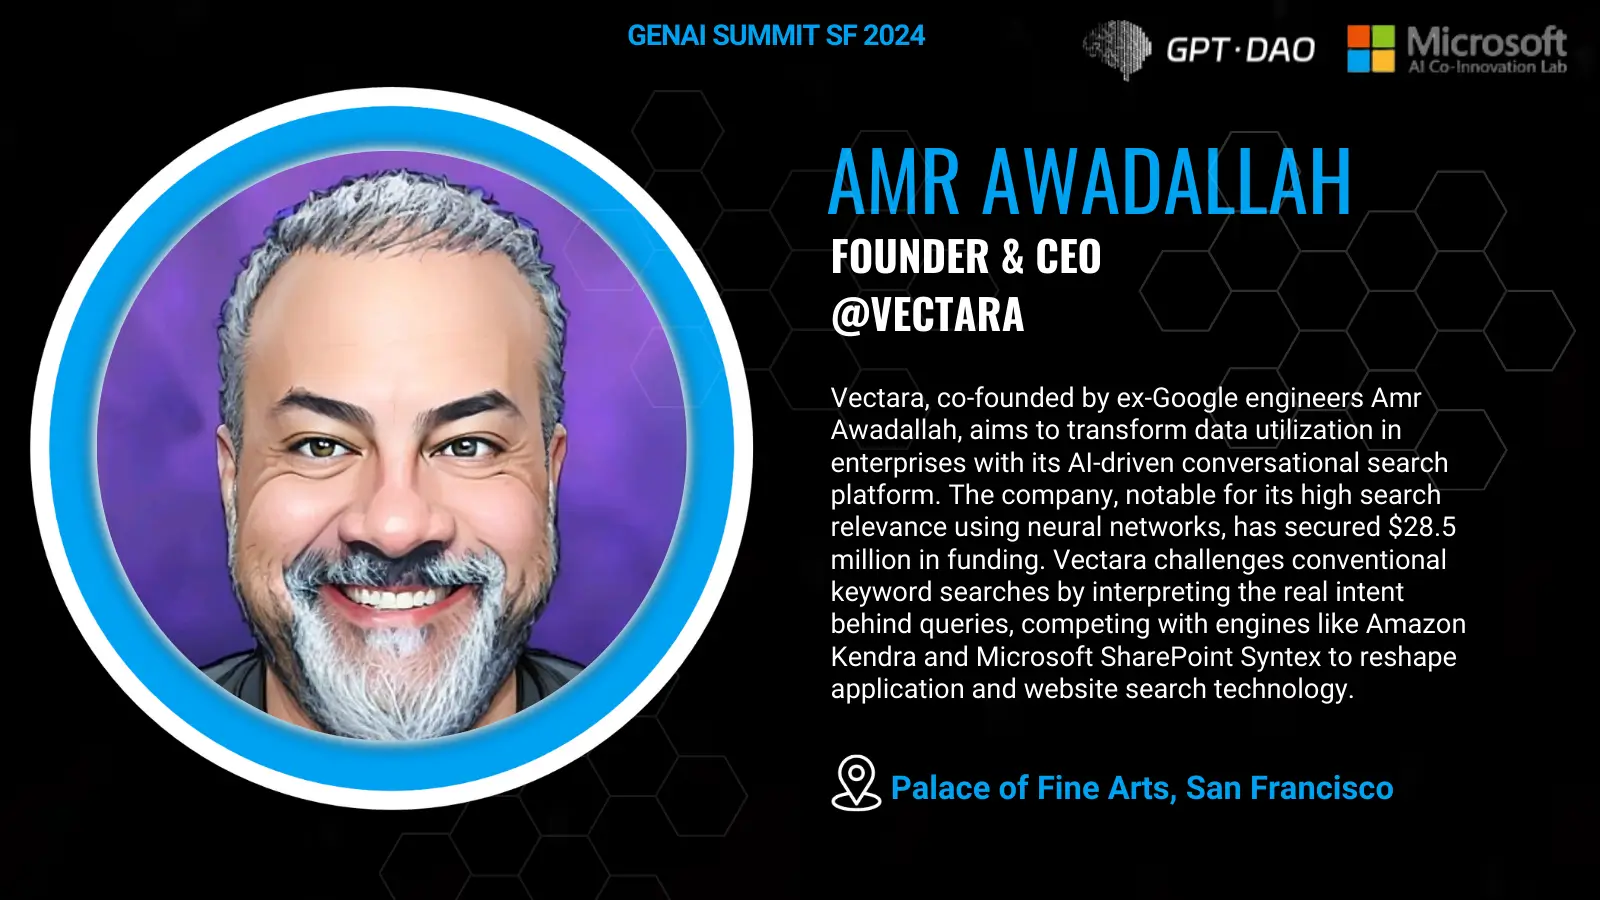 GENAI SUMMIT SF 2024
GPT·DAO
Microsoft
AI Co-Innovation Lab
AMR AWADALLAH
FOUNDER & CEO
@VECTARA
Vectara, co-founded by ex-Google engineers Amr
Awadallah, aims to transform data utilization in
enterprises with its AI-driven conversational search
platform. The company, notable for its high search
relevance using neural networks, has secured $28.5
million in funding. Vectara challenges conventional
keyword searches by interpreting the real intent
behind queries, competing with engines like Amazon
Kendra and Microsoft SharePoint Syntex to reshape
application and website search technology.
Palace of Fine Arts, San Francisco